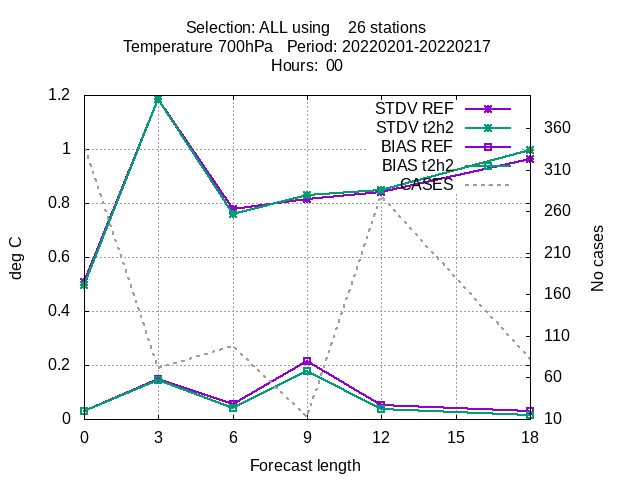 Selection: ALL using    26 stations
Temperature 700hPa   Period: 20220201-20220217
Hours:  00
STDV REF
STDV t2h2
BIAS REF
BIAS t2h2
CASES
1.2
1
0.8
0.6
0.4
0.2
0
deg C
360
310
260
210
160
110
60
10
No cases
0 3 6 9 12 15 18
Forecast length